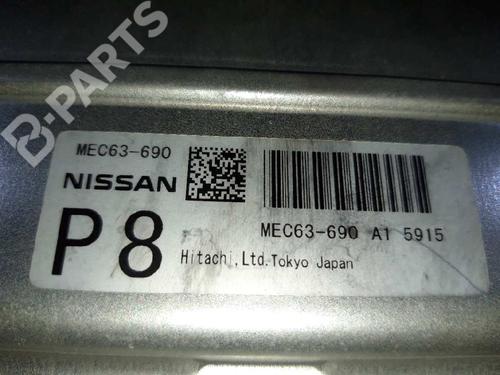 B-PARTS
MEC63-690
NISSAN
P8
MEC63-690 A1 5915
Hitachi,Ltd.Tokyo Japan